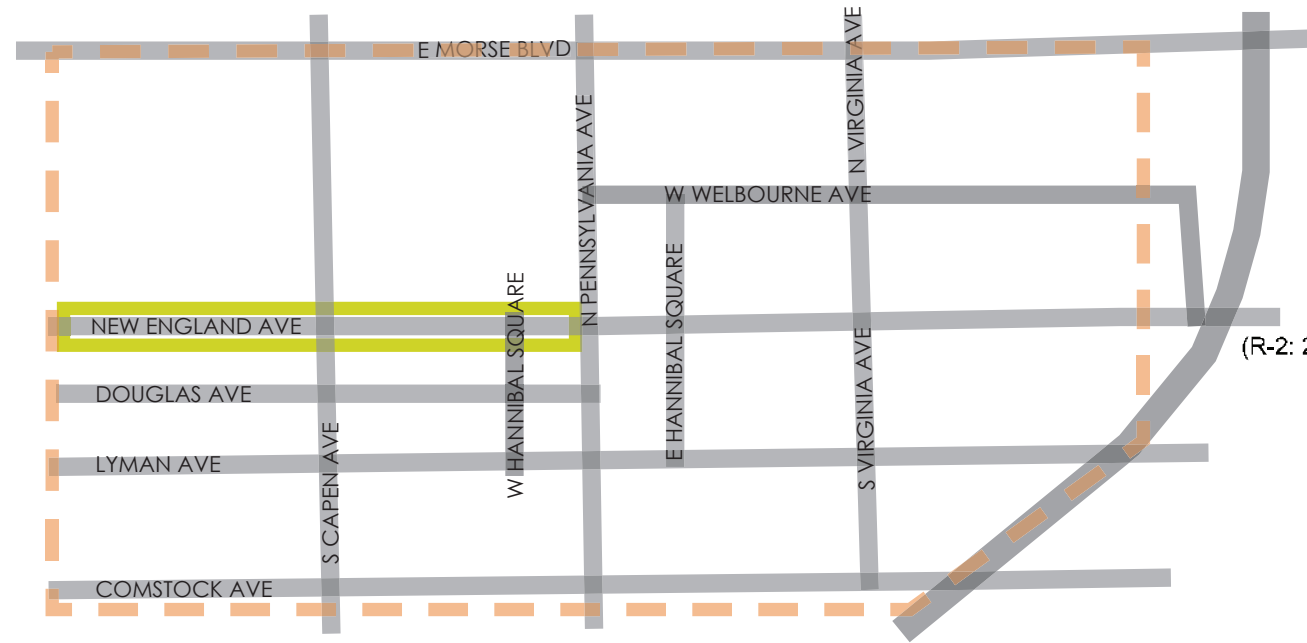 E MORSE BLVD
N VIRGINIA AVE
N PENNSYLVANIA AVE
W WELBOURNE AVE
E HANNIBAL SQUARE
W HANNIBAL SQUARE
NEW ENGLAND AVE
(R-2: 2
DOUGLAS AVE
S VIRGINIA AVE
LYMAN AVE
S CAPEN AVE
COMSTOCK AVE